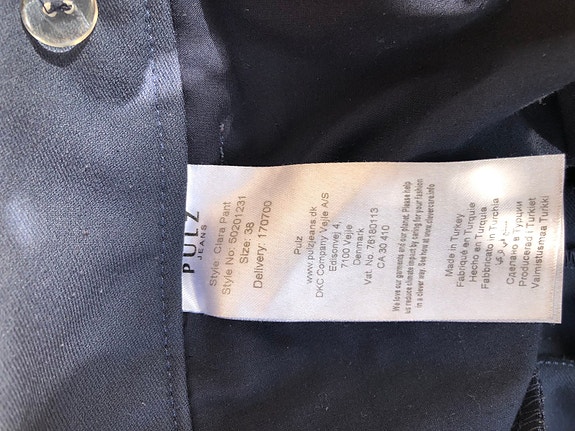 PULZ
JEANS
Style: Clara Pant
Style No: 50201231
Size: 38
Delivery 170700
Pulz
www.pulzjeans.dk
DKC Company Vejle A/S
Edisonvej 4,
7100 Vejle
Denmark
Vat. No. 76180113
CA 30 410
We love our garments and our planet. Please help
us reduce climate impact by caring for your fashion
in a clever way. See how at www.clevercare.info
Made in Turkey
Fabriqué en Turquie
Hecho en Turquía
Fabbricato in Turchia
Сделано в Турции
Producerad i Turkiet
Valmistusmaa Turkki